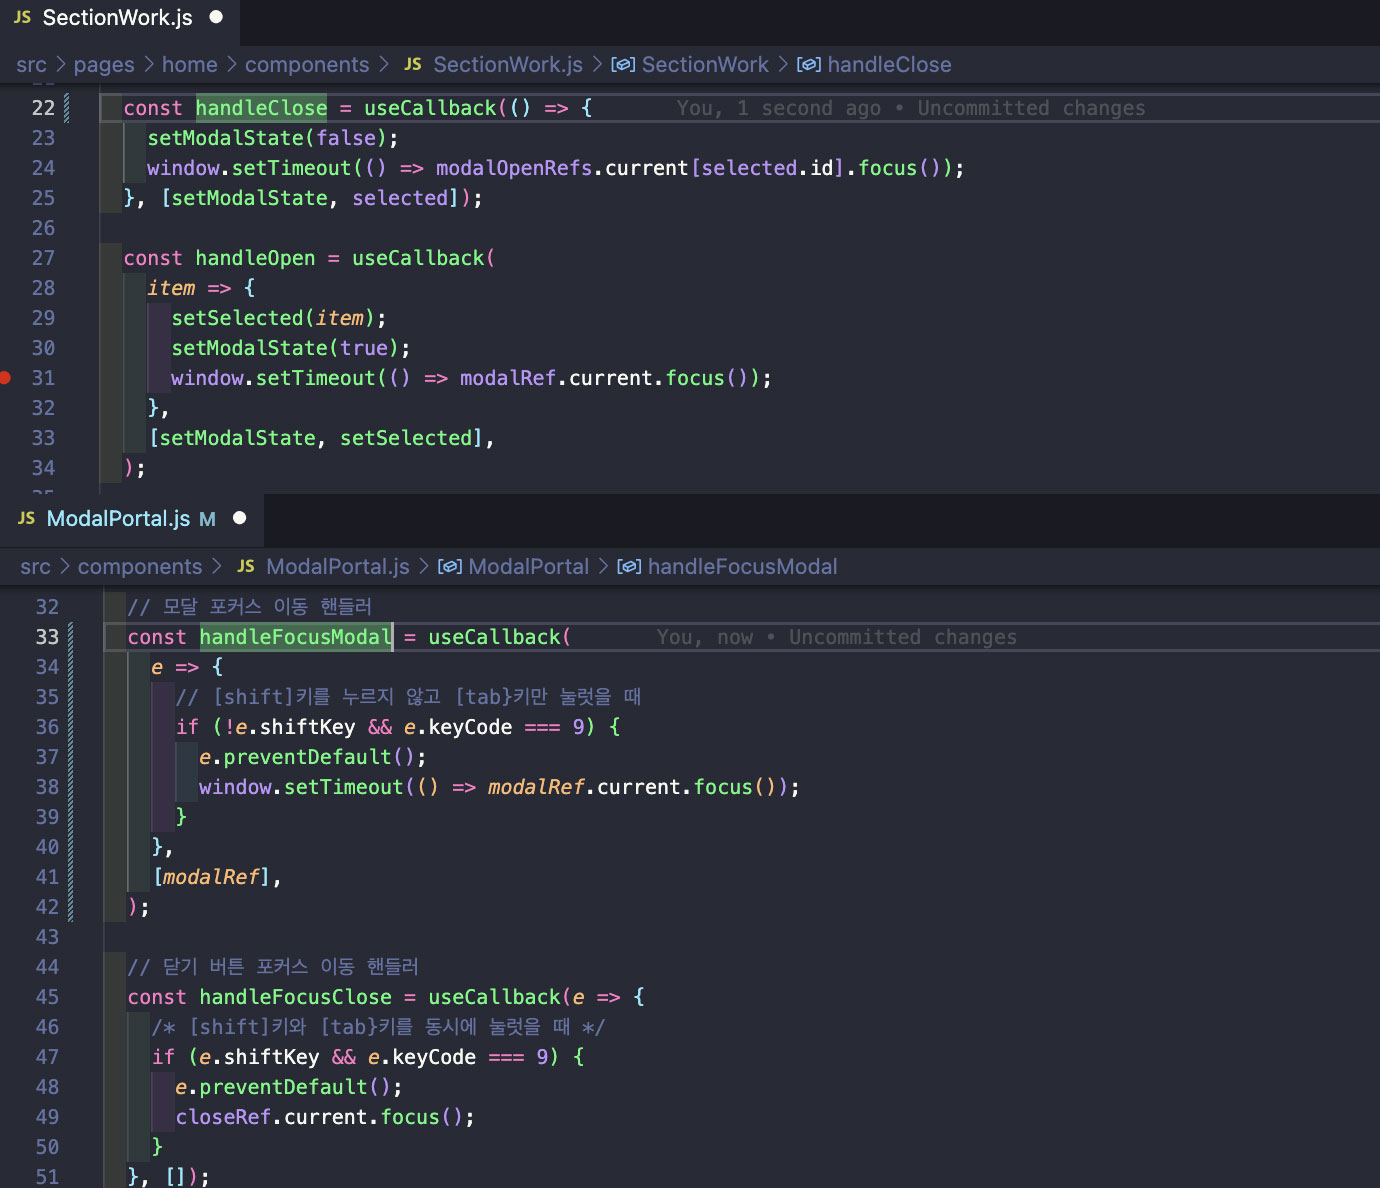 JS SectionWork.js ●
src > pages > home > components > JS SectionWork.js > SectionWork > handleClose
22 const handleClose = useCallback(() => { You, 1 second ago • Uncommitted changes
23 setModalState(false);
24 window.setTimeout(() => modalOpenRefs.current[selected.id].focus());
25 }, [setModalState, selected]);
26
27 const handleOpen = useCallback(
28 item => {
29 setSelected(item);
30 setModalState(true);
31 window.setTimeout(() => modalRef.current.focus());
32 },
33 [setModalState, setSelected],
34 );
JS ModalPortal.js M ●
src > components > JS ModalPortal.js > ModalPortal > handleFocusModal
32 // 모달 포커스 이동 핸들러
33 const handleFocusModal = useCallback( You, now • Uncommitted changes
34 e => {
35 // [shift]키를 누르지 않고 [tab}키만 눌럿을 때
36 if (!e.shiftKey && e.keyCode === 9) {
37 e.preventDefault();
38 window.setTimeout(() => modalRef.current.focus());
39 }
40 },
41 [modalRef],
42 );
43
44 // 닫기 버튼 포커스 이동 핸들러
45 const handleFocusClose = useCallback(e => {
46 /* [shift]키와 [tab}키를 동시에 눌럿을 때 */
47 if (e.shiftKey && e.keyCode === 9) {
48 e.preventDefault();
49 closeRef.current.focus();
50 }
51 }, []);